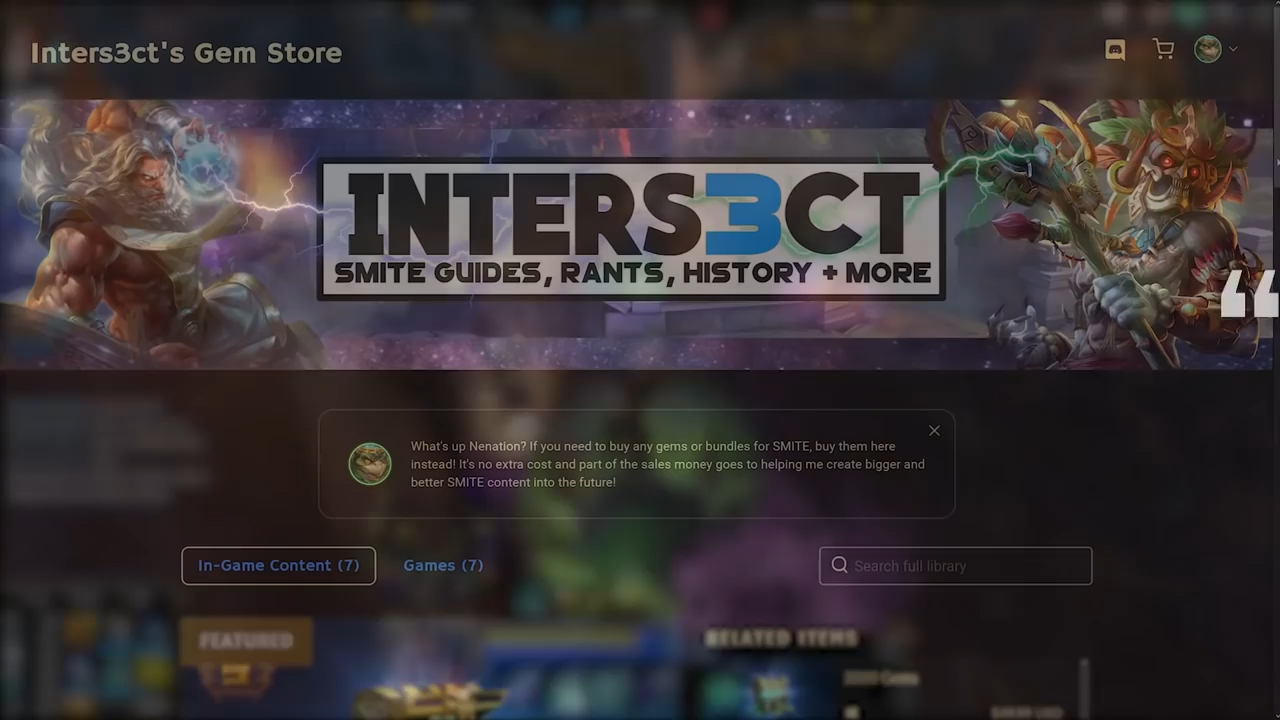 Inters3ct's Gem Store
INTERS3CT
SMITE GUIDES, RANTS, HISTORY + MORE
“
What's up Nenation? If you need to buy any gems or bundles for SMITE, buy them here
instead! It's no extra cost and part of the sales money goes to helping me create bigger and
better SMITE content into the future!
In-Game Content (7)
Games (7)
Search full library
FEATURED
RELATED ITEMS